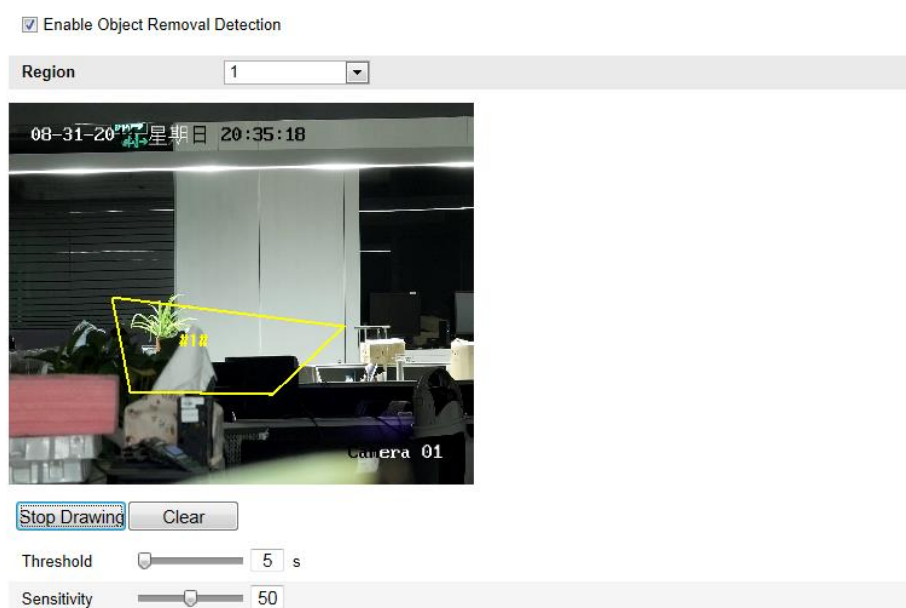 Enable Object Removal Detection
Region 1
08-31-20 星期日 20:35:18
#1#
Camera 01
Stop Drawing Clear
Threshold 5 s
Sensitivity 50